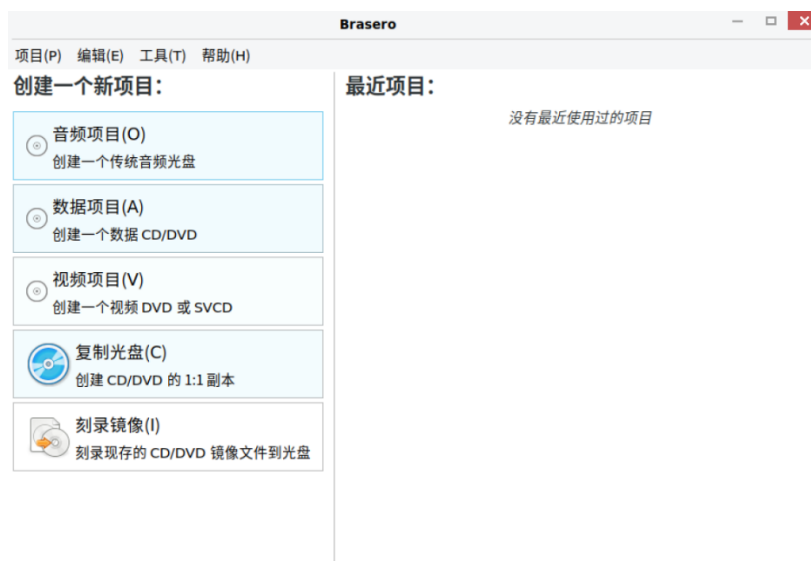 Brasero
项目(P) 编辑(E) 工具(T) 帮助(H)
创建一个新项目：
音频项目(O)
创建一个传统音频光盘
数据项目(A)
创建一个数据 CD/DVD
视频项目(V)
创建一个视频 DVD 或 SVCD
复制光盘(C)
创建 CD/DVD 的 1:1 副本
刻录镜像(I)
刻录现存的 CD/DVD 镜像文件到光盘
最近项目：
没有最近使用过的项目